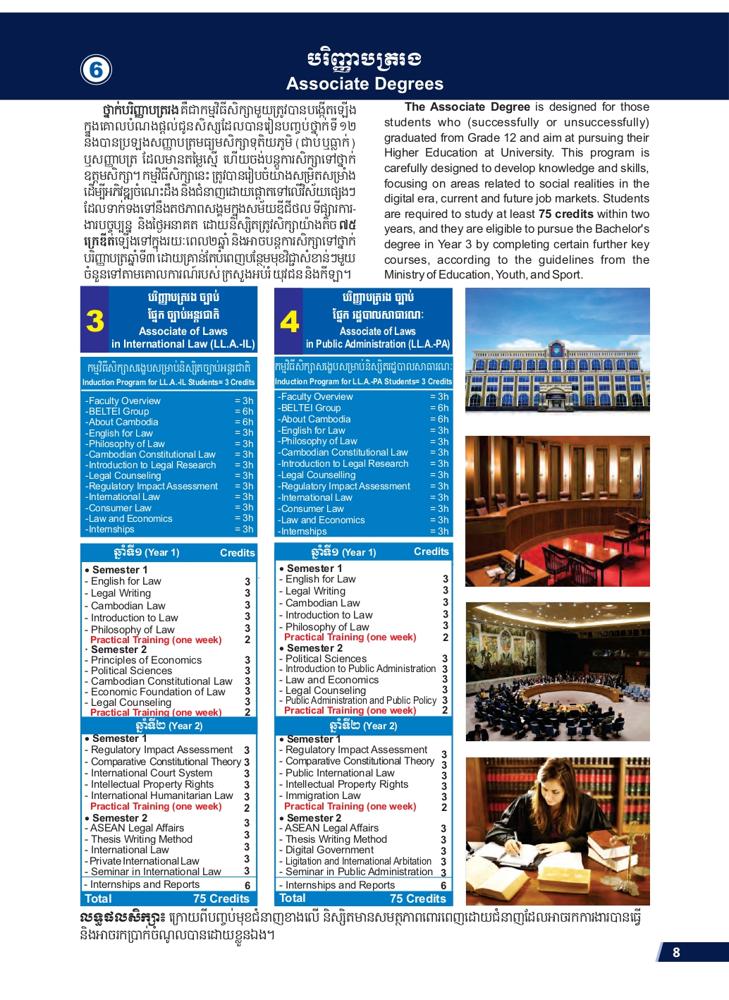 6
បរិញ្ញាបត្ររង
Associate Degrees
ថ្នាក់បរិញ្ញាបត្ររង គឺជាកម្មវិធីសិក្សាមួយត្រូវបានបង្កើតឡើង
ក្នុងគោលបំណងផ្តល់ជូនសិស្សដែលបានរៀនបញ្ចប់ថ្នាក់ទី ១២
និងបានប្រឡងសញ្ញាបត្រមធ្យមសិក្សាទុតិយភូមិ (ជាប់ឬធ្លាក់)
ឬសញ្ញាបត្រ ដែលមានតម្លៃស្មើ ហើយចង់បន្តការសិក្សាទៅថ្នាក់
ឧត្តមសិក្សា។ កម្មវិធីសិក្សានេះ ត្រូវបានរៀបចំយ៉ាងសម្រិតសម្រាំង
ដើម្បីអភិវឌ្ឍចំណេះដឹង និងជំនាញដោយផ្តោតទៅលើវិស័យផ្សេងៗ
ដែលទាក់ទងទៅនឹងតថភាពសង្គមក្នុងសម័យឌីជីថល ទីផ្សារការ-
ងារបច្ចុប្បន្ន និងថ្ងៃអនាគត ដោយនិស្សិតត្រូវសិក្សាយ៉ាងតិច ៧៥
ក្រេឌីតឡើងទៅក្នុងរយៈពេល២ឆ្នាំ និងអាចបន្តការសិក្សាទៅថ្នាក់
បរិញ្ញាបត្រឆ្នាំទី៣ ដោយគ្រាន់តែបំពេញបន្ថែមមុខវិជ្ជាសំខាន់ៗមួយ
ចំនួនទៅតាមគោលការណ៍របស់ ក្រសួងអប់រំ យុវជន និងកីឡា។
The Associate Degree is designed for those
students who (successfully or unsuccessfully)
graduated from Grade 12 and aim at pursuing their
Higher Education at University. This program is
carefully designed to develop knowledge and skills,
focusing on areas related to social realities in the
digital era, current and future job markets. Students
are required to study at least 75 credits within two
years, and they are eligible to pursue the Bachelor's
degree in Year 3 by completing certain further key
courses, according to the guidelines from the
Ministry of Education, Youth, and Sport.
3
បរិញ្ញាបត្ររង ច្បាប់
ផ្នែក ច្បាប់អន្តរជាតិ
Associate of Laws
in International Law (LL.A.-IL)
កម្មវិធីសិក្សាសង្ខេបសម្រាប់និស្សិតច្បាប់អន្តរជាតិ
Induction Program for LL.A.-IL Students= 3 Credits
-Faculty Overview = 3h
-BELTEI Group = 6h
-About Cambodia = 6h
-English for Law = 3h
-Philosophy of Law = 3h
-Cambodian Constitutional Law = 3h
-Introduction to Legal Research = 3h
-Legal Counseling = 3h
-Regulatory Impact Assessment = 3h
-International Law = 3h
-Consumer Law = 3h
-Law and Economics = 3h
-Internships = 3h
ឆ្នាំទី១ (Year 1) Credits
• Semester 1
- English for Law 3
- Legal Writing 3
- Cambodian Law 3
- Introduction to Law 3
- Philosophy of Law 3
Practical Training (one week) 2
· Semester 2
- Principles of Economics 3
- Political Sciences 3
- Cambodian Constitutional Law 3
- Economic Foundation of Law 3
- Legal Counseling 3
Practical Training (one week) 2
ឆ្នាំទី២ (Year 2)
• Semester 1
- Regulatory Impact Assessment 3
- Comparative Constitutional Theory 3
- International Court System 3
- Intellectual Property Rights 3
- International Humanitarian Law 3
Practical Training (one week) 2
• Semester 2
- ASEAN Legal Affairs 3
- Thesis Writing Method 3
- International Law 3
- Private International Law 3
- Seminar in International Law 3
- Internships and Reports 6
Total 75 Credits
4
បរិញ្ញាបត្ររង ច្បាប់
ផ្នែក រដ្ឋបាលសាធារណៈ
Associate of Laws
in Public Administration (LL.A.-PA)
កម្មវិធីសិក្សាសង្ខេបសម្រាប់និស្សិតរដ្ឋបាលសាធារណៈ
Induction Program for LL.A.-PA Students= 3 Credits
-Faculty Overview = 3h
-BELTEI Group = 6h
-About Cambodia = 6h
-English for Law = 3h
-Philosophy of Law = 3h
-Cambodian Constitutional Law = 3h
-Introduction to Legal Research = 3h
-Legal Counselling = 3h
-Regulatory Impact Assessment = 3h
-International Law = 3h
-Consumer Law = 3h
-Law and Economics = 3h
-Internships = 3h
ឆ្នាំទី១ (Year 1) Credits
• Semester 1
- English for Law 3
- Legal Writing 3
- Cambodian Law 3
- Introduction to Law 3
- Philosophy of Law 3
Practical Training (one week) 2
• Semester 2
- Political Sciences 3
- Introduction to Public Administration 3
- Law and Economics 3
- Legal Counseling 3
- Public Administration and Public Policy 3
Practical Training (one week) 2
ឆ្នាំទី២ (Year 2)
• Semester 1
- Regulatory Impact Assessment 3
- Comparative Constitutional Theory 3
- Public International Law 3
- Intellectual Property Rights 3
- Immigration Law 3
Practical Training (one week) 2
• Semester 2
- ASEAN Legal Affairs 3
- Thesis Writing Method 3
- Digital Government 3
- Ligitation and International Arbitation 3
- Seminar in Public Administration 3
- Internships and Reports 6
Total 75 Credits
លទ្ធផលសិក្សា៖ ក្រោយពីបញ្ចប់មុខជំនាញខាងលើ និស្សិតមានសមត្ថភាពពោរពេញដោយជំនាញដែលអាចរកការងារបានធ្វើ
និងអាចរកប្រាក់ចំណូលបានដោយខ្លួនឯង។
8